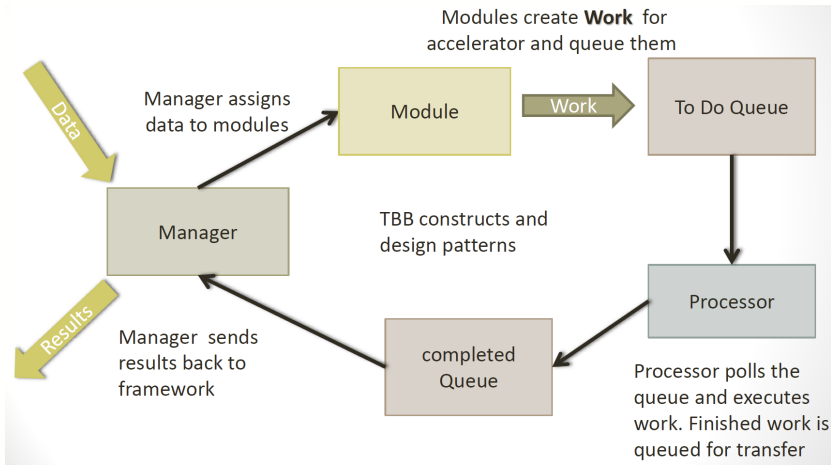 Modules create Work for
accelerator and queue them
Data
Manager assigns
data to modules
Module
Work
To Do Queue
Manager
TBB constructs and
design patterns
Processor
Results
Manager sends
results back to
framework
completed
Queue
Processor polls the
queue and executes
work. Finished work is
queued for transfer